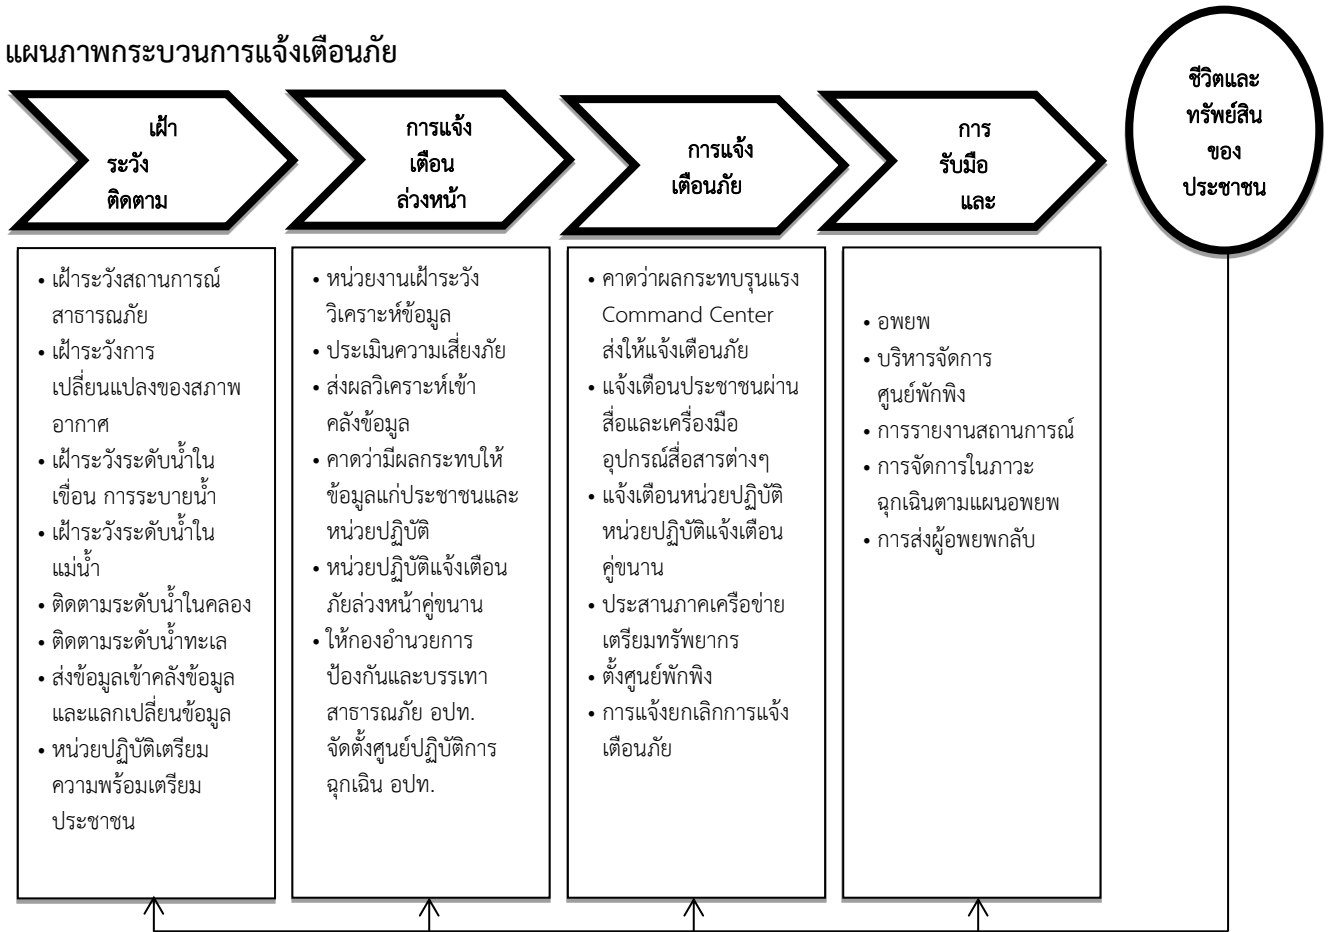 แผนภาพกระบวนการแจ้งเตือนภัย
เฝ้า
ระวัง
ติดตาม
การแจ้ง
เตือน
ล่วงหน้า
การแจ้ง
เตือนภัย
การ
รับมือ
และ
ชีวิตและ
ทรัพย์สิน
ของ
ประชาชน
• เฝ้าระวังสถานการณ์
สาธารณภัย
• เฝ้าระวังการ
เปลี่ยนแปลงของสภาพ
อากาศ
• เฝ้าระวังระดับน้ำใน
เขื่อน การระบายน้ำ
• เฝ้าระวังระดับน้ำใน
แม่น้ำ
• ติดตามระดับน้ำในคลอง
• ติดตามระดับน้ำทะเล
• ส่งข้อมูลเข้าคลังข้อมูล
และแลกเปลี่ยนข้อมูล
• หน่วยปฏิบัติเตรียม
ความพร้อมเตรียม
ประชาชน
• หน่วยงานเฝ้าระวัง
วิเคราะห์ข้อมูล
• ประเมินความเสี่ยงภัย
• ส่งผลวิเคราะห์เข้า
คลังข้อมูล
• คาดว่ามีผลกระทบให้
ข้อมูลแก่ประชาชนและ
หน่วยปฏิบัติ
• หน่วยปฏิบัติแจ้งเตือน
ภัยล่วงหน้าคู่ขนาน
• ให้กองอำนวยการ
ป้องกันและบรรเทา
สาธารณภัย อปท.
จัดตั้งศูนย์ปฏิบัติการ
ฉุกเฉิน อปท.
• คาดว่าผลกระทบรุนแรง
Command Center
ส่งให้แจ้งเตือนภัย
• แจ้งเตือนประชาชนผ่าน
สื่อและเครื่องมือ
อุปกรณ์สื่อสารต่างๆ
• แจ้งเตือนหน่วยปฏิบัติ
หน่วยปฏิบัติแจ้งเตือน
คู่ขนาน
• ประสานภาคเครือข่าย
เตรียมทรัพยากร
• ตั้งศูนย์พักพิง
• การแจ้งยกเลิกการแจ้ง
เตือนภัย
• อพยพ
• บริหารจัดการ
ศูนย์พักพิง
• การรายงานสถานการณ์
• การจัดการในภาวะ
ฉุกเฉินตามแผนอพยพ
• การส่งผู้อพยพกลับ